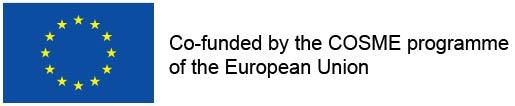 Co-funded by the COSME programme
of the European Union